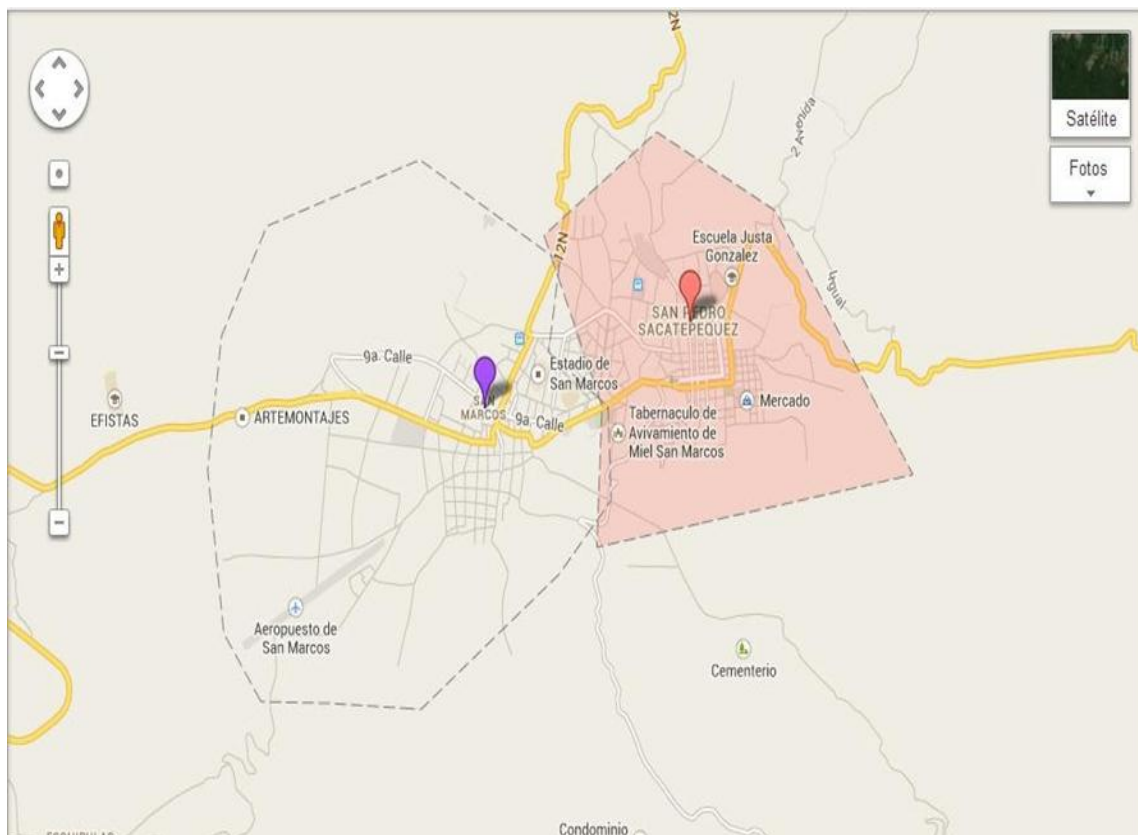 12N
2 Avenida
Satélite
Fotos
Escuela Justa
Gonzalez
12N
SAN PEDRO
SACATEPEQUEZ
9a. Calle
Estadio de
San Marcos
EFISTAS
ARTEMONTAJES
SAN
MARCOS
9a. Calle
Mercado
Tabernaculo de
Avivamiento de
Miel San Marcos
Aeropuesto de
San Marcos
Cementerio
Condominio